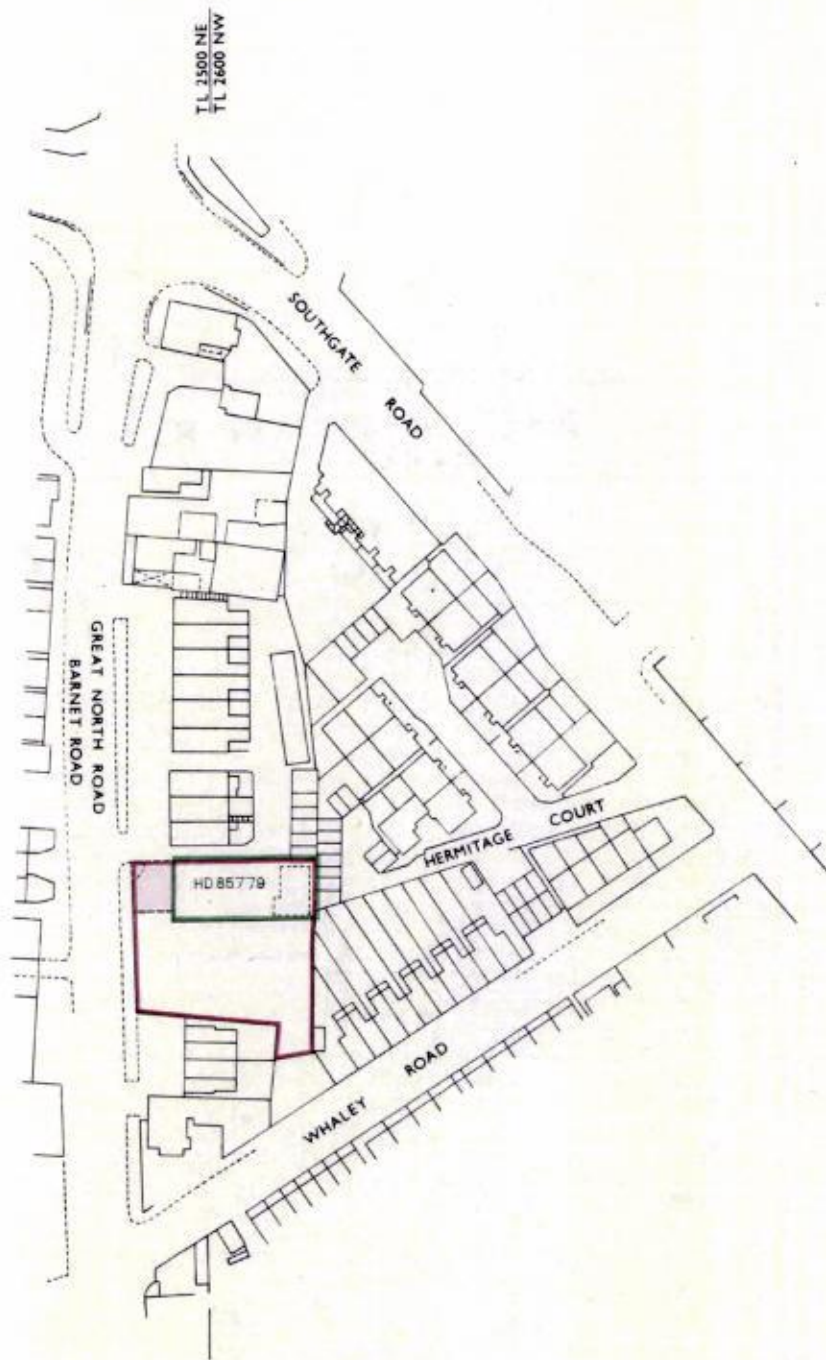 TL 2500 NE
TL 2600 NW
SOUTHGATE
ROAD
GREAT NORTH ROAD
BARNET ROAD
HD 85779
HERMITAGE COURT
WHALEY ROAD